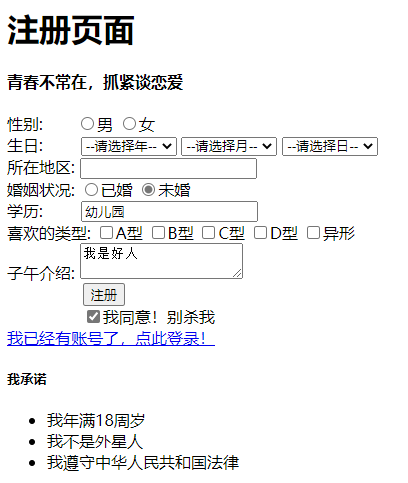 注册页面
青春不常在，抓紧谈恋爱
性别: 男 女
生日: --请选择年-- --请选择月-- --请选择日--
所在地区:
婚姻状况: 已婚 未婚
学历: 幼儿园
喜欢的类型: A型 B型 C型 D型 异形
子午介绍: 我是好人
注册
我同意！别杀我
我已经有账号了，点此登录！
我承诺
我年满18周岁
我不是外星人
我遵守中华人民共和国法律